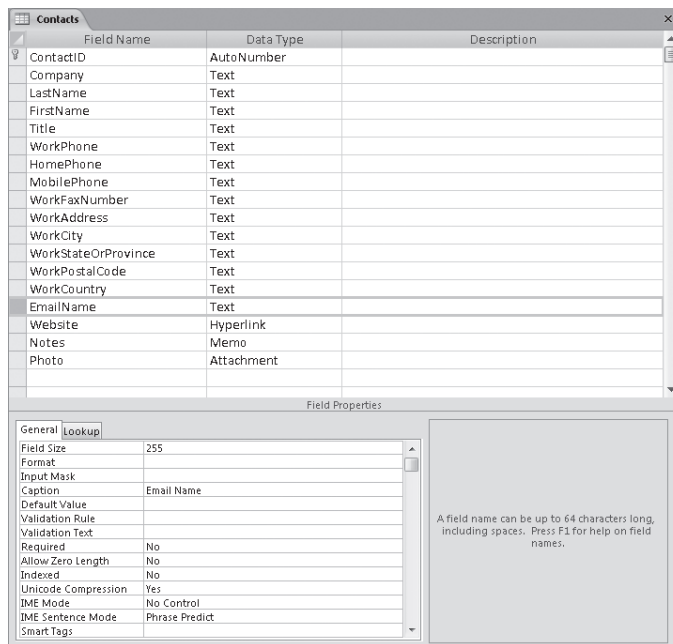 Contacts
Field Name Data Type Description
ContactID AutoNumber
Company Text
LastName Text
FirstName Text
Title Text
WorkPhone Text
HomePhone Text
MobilePhone Text
WorkFaxNumber Text
WorkAddress Text
WorkCity Text
WorkStateOrProvince Text
WorkPostalCode Text
WorkCountry Text
EmailName Text
Website Hyperlink
Notes Memo
Photo Attachment
Field Properties
General Lookup
Field Size 255
Format
Input Mask
Caption Email Name
Default Value
Validation Rule
Validation Text
Required No
Allow Zero Length No
Indexed No
Unicode Compression Yes
IME Mode No Control
IME Sentence Mode Phrase Predict
Smart Tags
A field name can be up to 64 characters long,
including spaces. Press F1 for help on field
names.